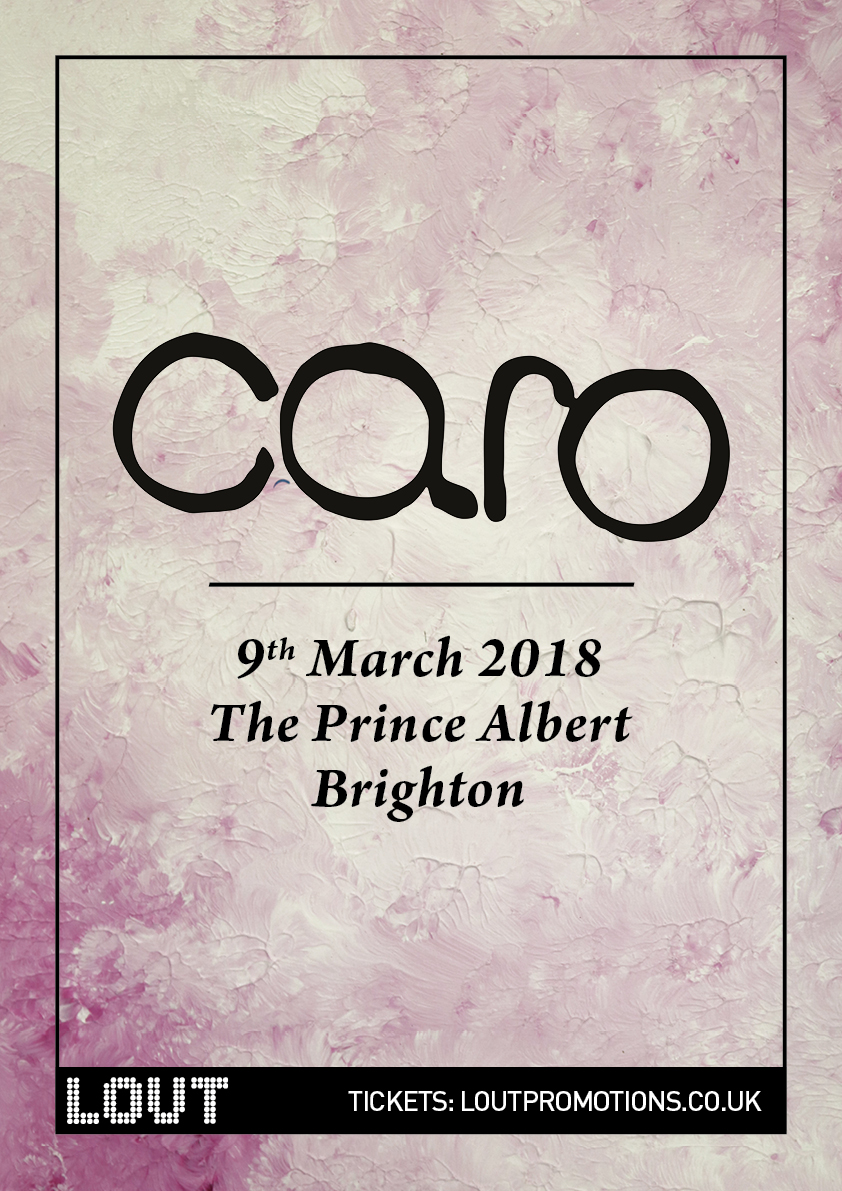 caro
9th March 2018
The Prince Albert
Brighton
LOUT
TICKETS: LOUTPROMOTIONS.CO.UK